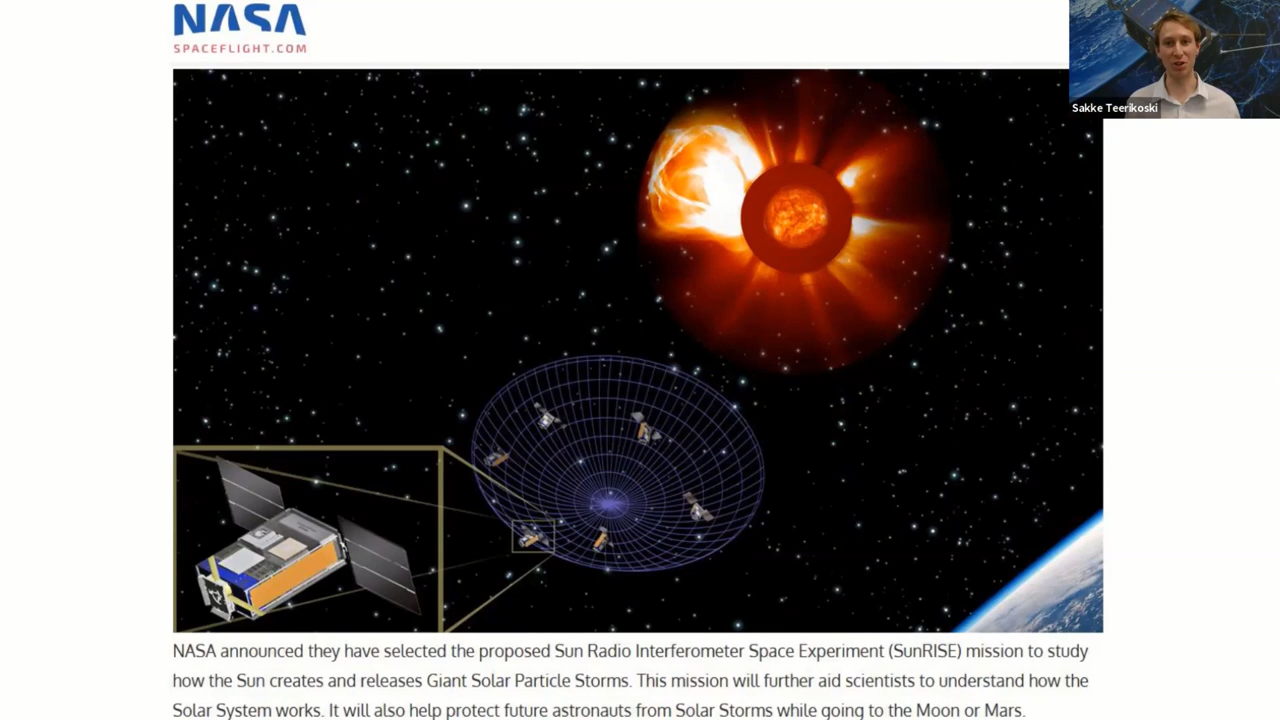 NASA
SPACEFLIGHT.COM
Sakke Teerikoski
NASA announced they have selected the proposed Sun Radio Interferometer Space Experiment (SunRISE) mission to study
how the Sun creates and releases Giant Solar Particle Storms. This mission will further aid scientists to understand how the
Solar System works. It will also help protect future astronauts from Solar Storms while going to the Moon or Mars.